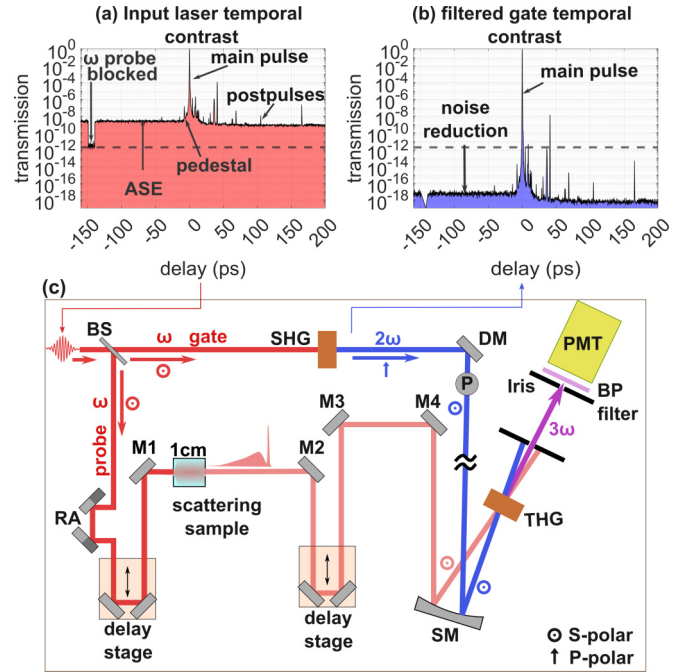 (a) Input laser temporal
contrast
(b) filtered gate temporal
contrast
transmission
10^0
10^-2
10^-4
10^-6
10^-8
10^-10
10^-12
10^-14
10^-16
10^-18
ω probe
blocked
main pulse
postpulses
pedestal
ASE
-150 -100 -50 0 50 100 150 200
delay (ps)
transmission
10^0
10^-2
10^-4
10^-6
10^-8
10^-10
10^-12
10^-14
10^-16
10^-18
main pulse
noise
reduction
-150 -100 -50 0 50 100 150 200
delay (ps)
(c)
BS
ω gate
SHG
2ω
DM
P
PMT
Iris
BP
filter
3ω
ω
probe
M1
1cm
M2
M3
M4
scattering
sample
RA
THG
delay
stage
delay
stage
SM
S-polar
P-polar